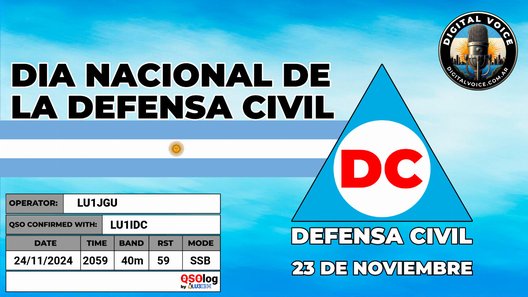 DIGITAL VOICE
DIGITALVOICE.COM.AR
DIA NACIONAL DE
LA DEFENSA CIVIL
DC
DEFENSA CIVIL
23 DE NOVIEMBRE
OPERATOR: LU1JGU
QSO CONFIRMED WITH: LU1IDC
DATE TIME BAND RST MODE
24/11/2024 2059 40m 59 SSB
QSOlog